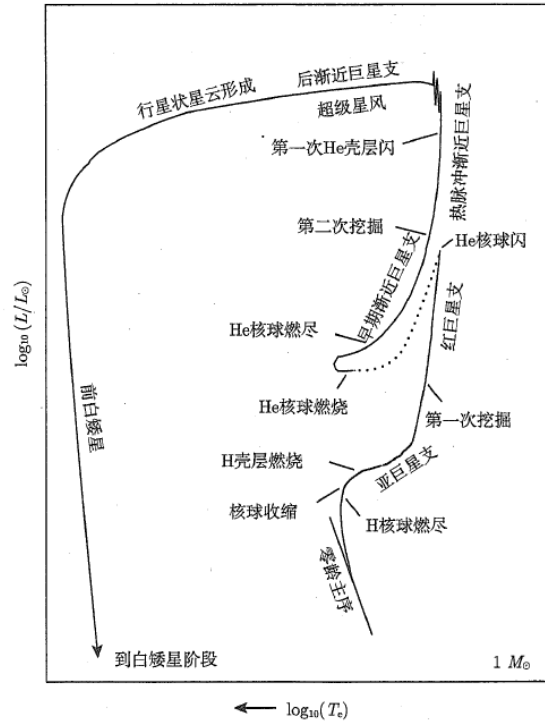 后渐近巨星支
行星状星云形成
超级星风
第一次He壳层闪
热脉冲渐近巨星支
第二次挖掘
He核球闪
早期渐近巨星支
红巨星支
log₁₀(L/L⊙)
He核球燃尽
He核球燃烧
前白矮星
第一次挖掘
H壳层燃烧
亚巨星支
核球收缩
H核球燃尽
零龄主序
到白矮星阶段
1 M⊙
log₁₀(Tₑ)